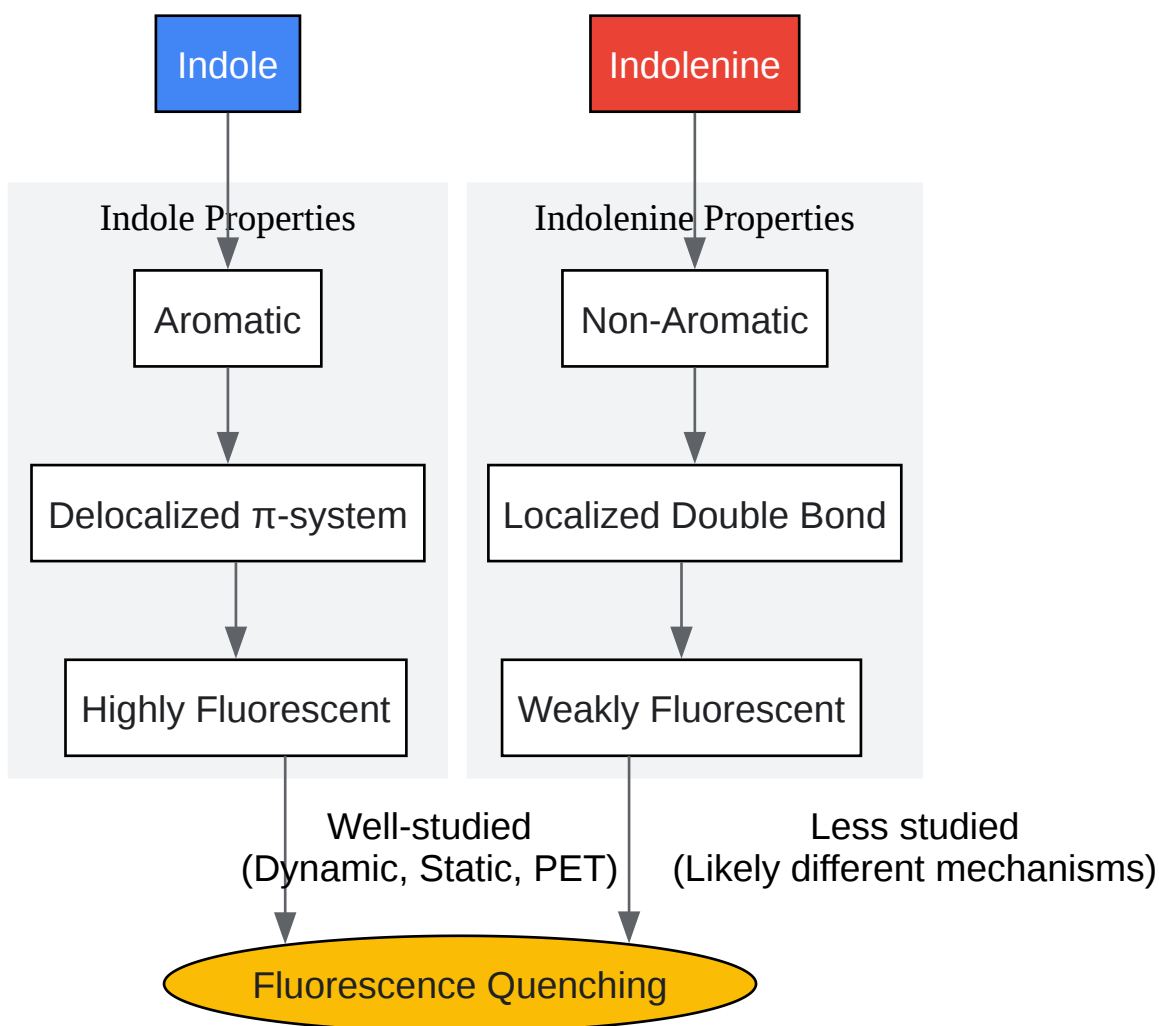 Indole
Indolenine
Indole Properties
Indolenine Properties
Aromatic
Non-Aromatic
Delocalized π-system
Localized Double Bond
Highly Fluorescent
Weakly Fluorescent
Well-studied
(Dynamic, Static, PET)
Less studied
(Likely different mechanisms)
Fluorescence Quenching